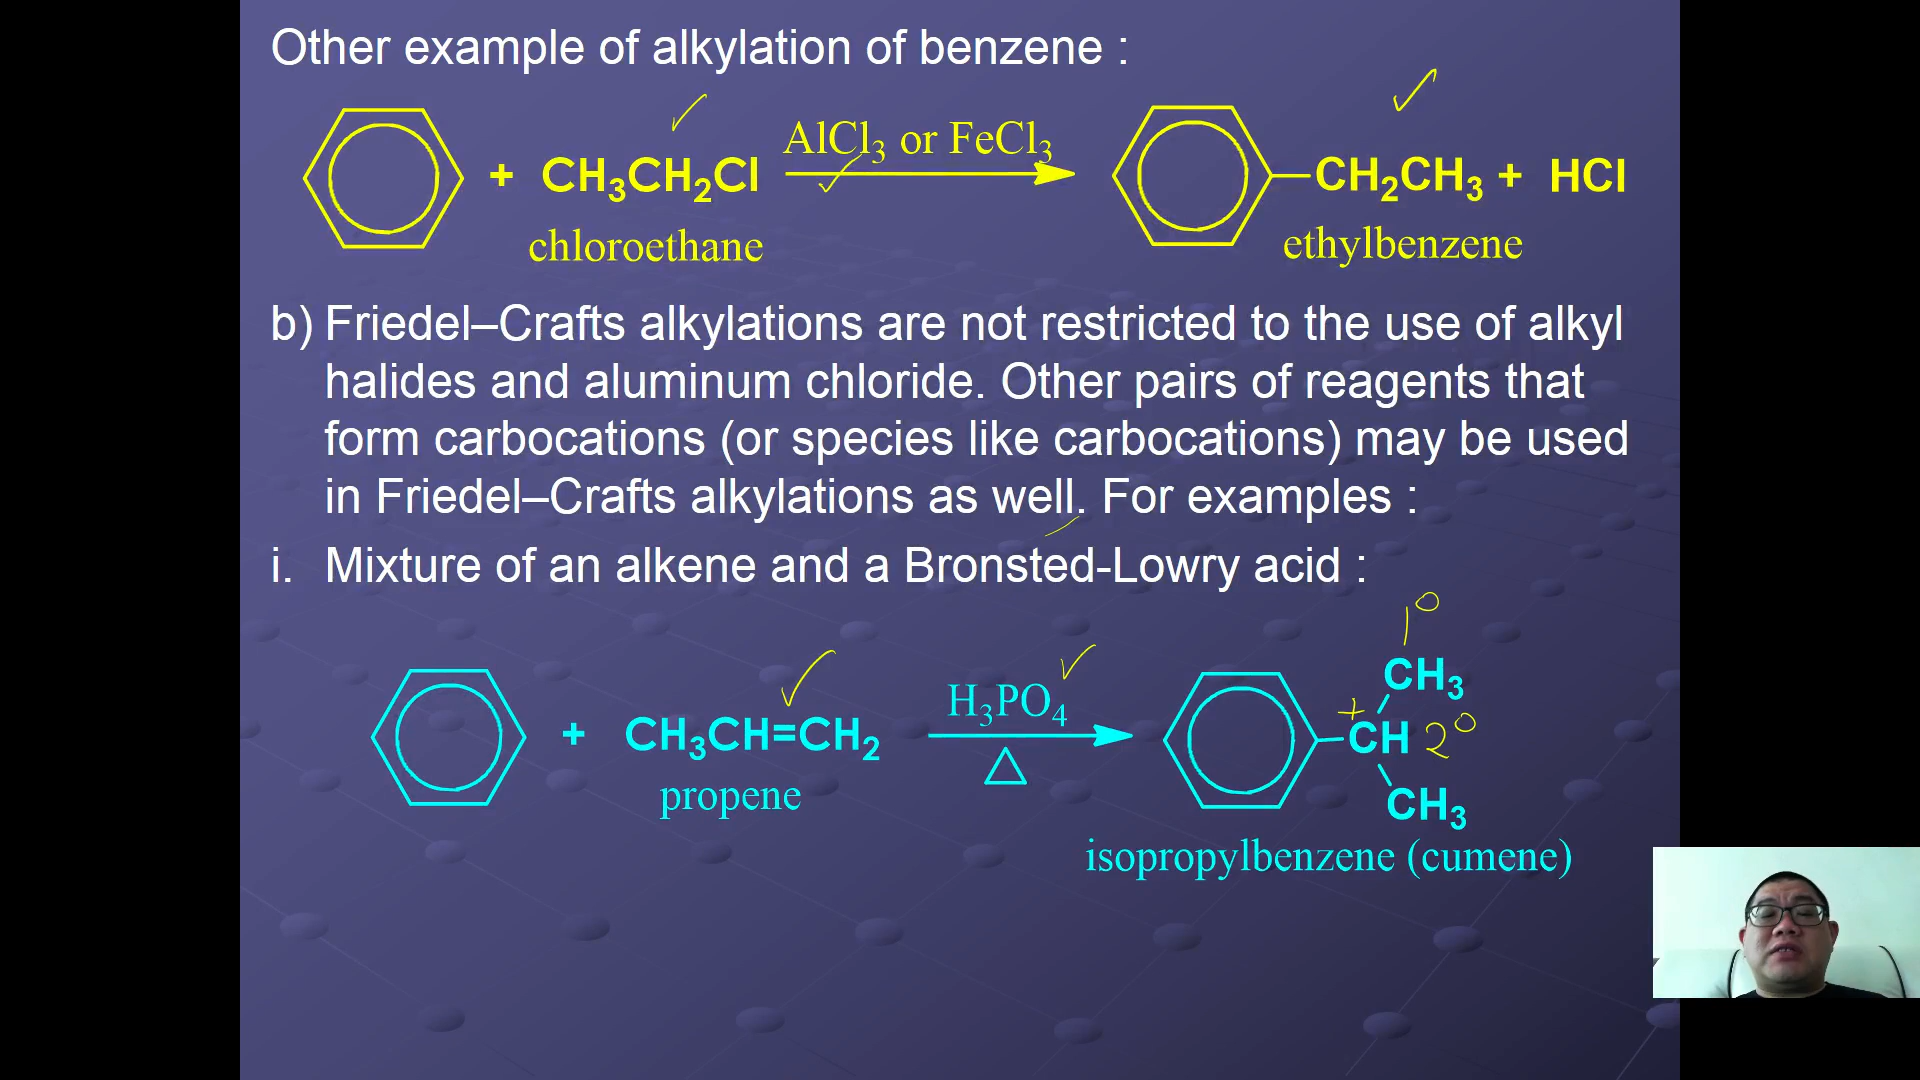 Other example of alkylation of benzene :
+ CH₃CH₂Cl AlCl₃ or FeCl₃ CH₂CH₃ + HCl
chloroethane ethylbenzene
b) Friedel–Crafts alkylations are not restricted to the use of alkyl
halides and aluminum chloride. Other pairs of reagents that
form carbocations (or species like carbocations) may be used
in Friedel–Crafts alkylations as well. For examples :
i. Mixture of an alkene and a Bronsted-Lowry acid :
1°
CH₃
+ CH₃CH=CH₂ H₃PO₄ △ + CH 2°
propene CH₃
isopropylbenzene (cumene)